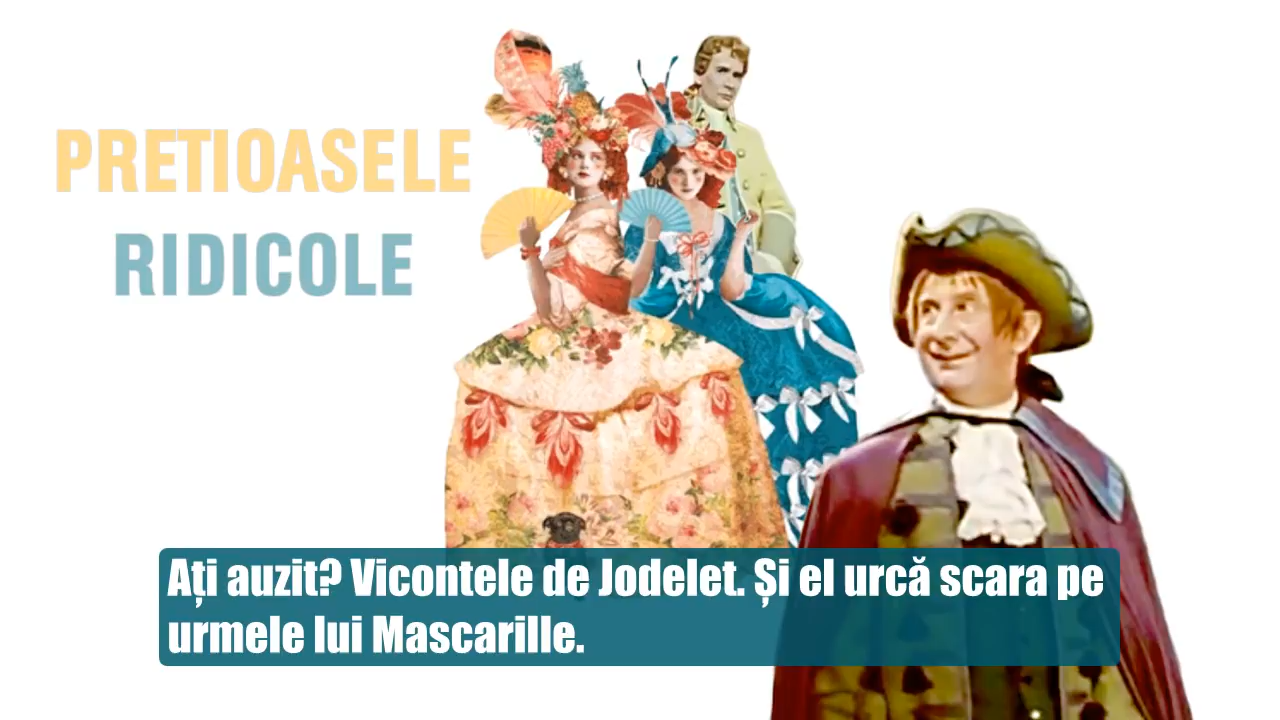 PRETIOASELE
RIDICOLE
Ați auzit? Vicontele de Jodelet. Și el urcă scara pe
urmele lui Mascarille.